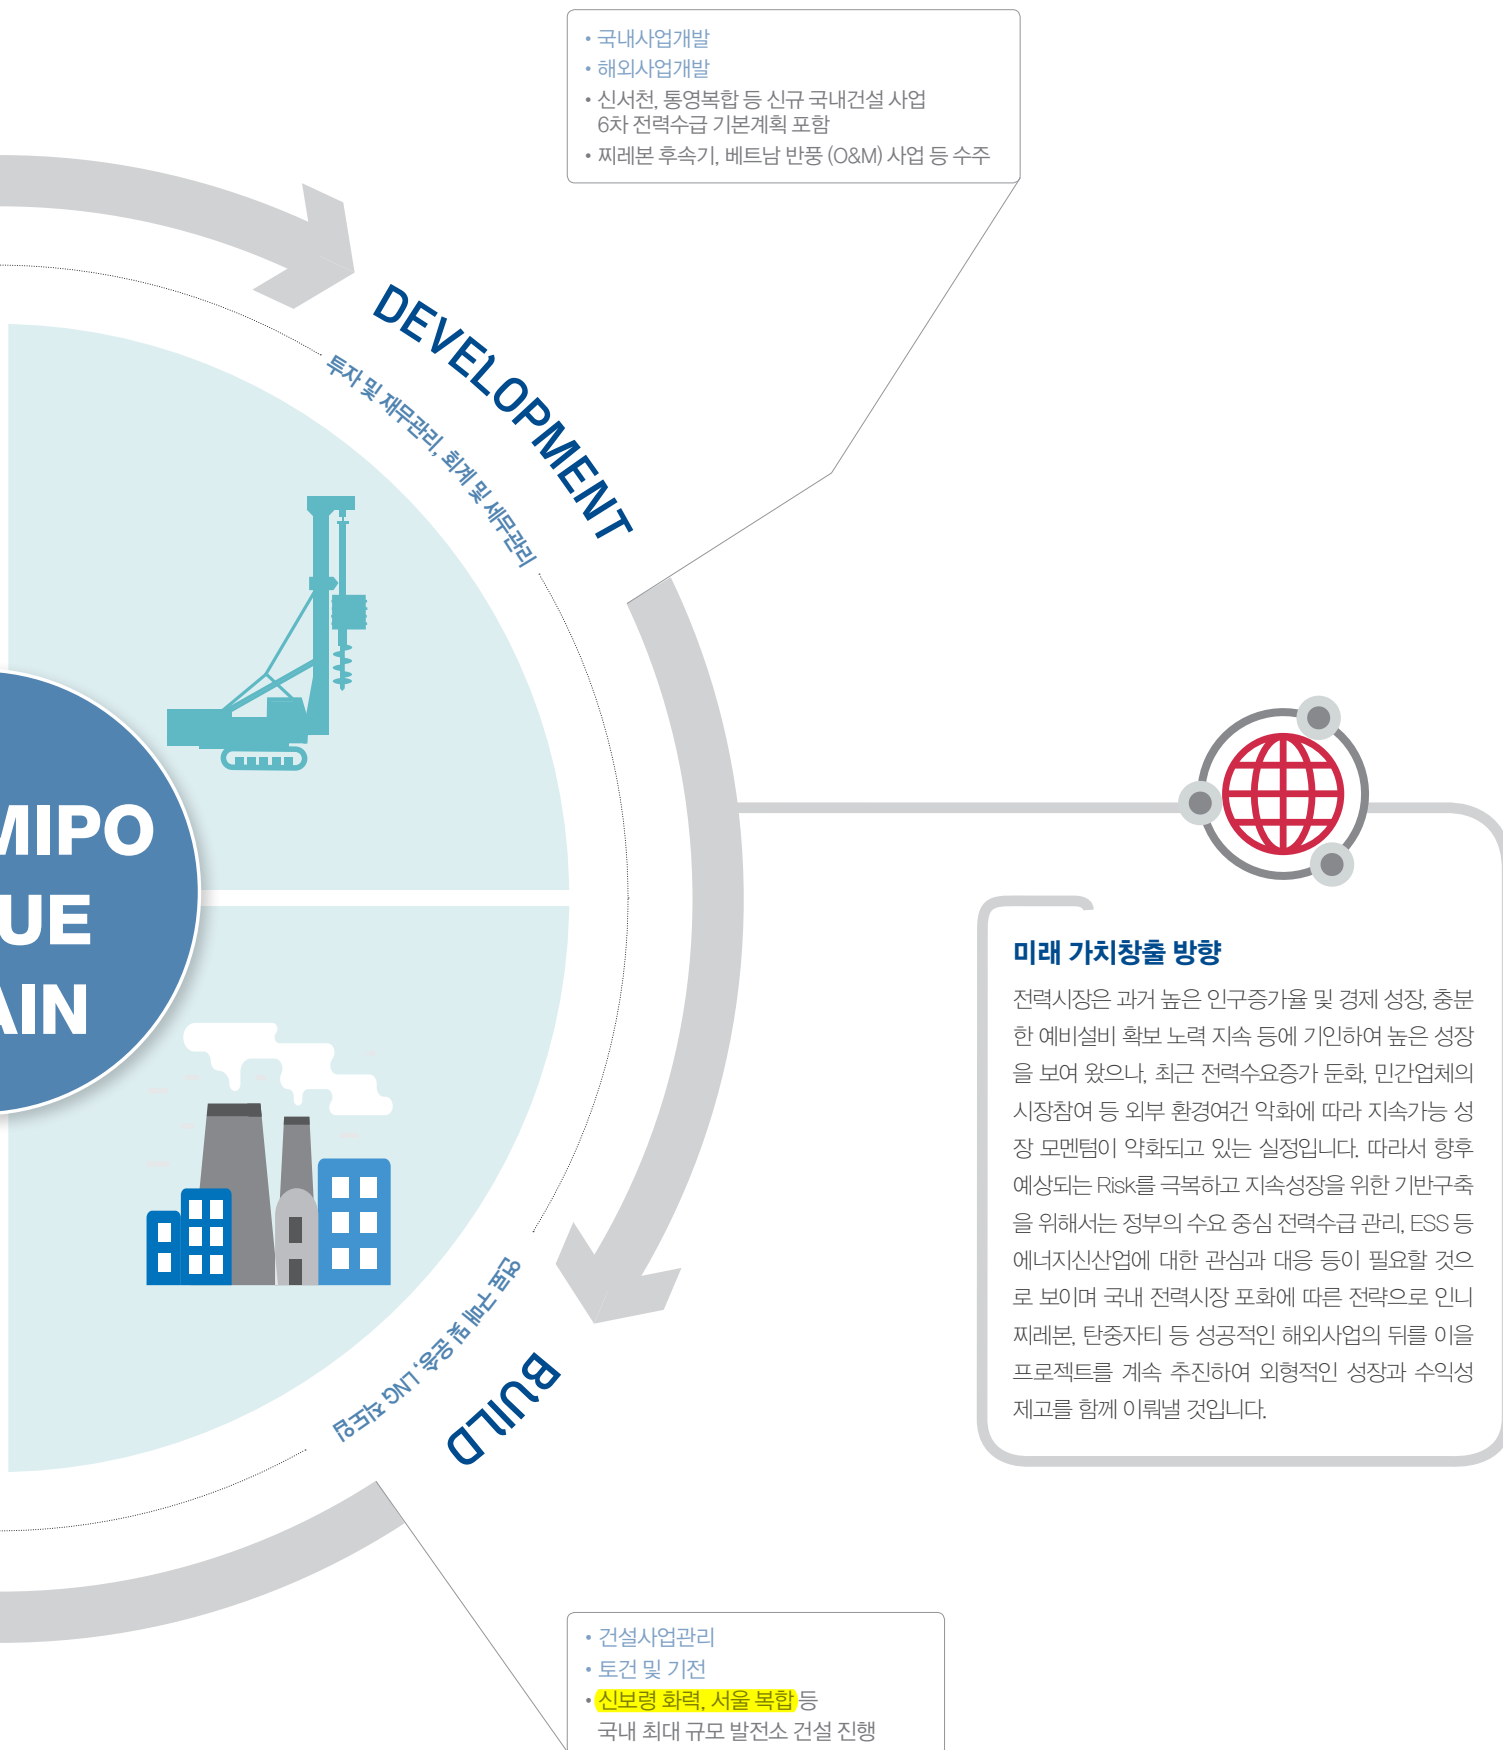 • 국내사업개발
• 해외사업개발
• 신서천, 통영복합 등 신규 국내건설 사업
6차 전력수급 기본계획 포함
• 찌레본 후속기, 베트남 반풍 (O&M) 사업 등 수주
DEVELOPMENT
투자 및 재무관리, 회계 및 세무관리
MIPO
UE
AIN
미래 가치창출 방향
전력시장은 과거 높은 인구증가율 및 경제 성장, 충분
한 예비설비 확보 노력 지속 등에 기인하여 높은 성장
을 보여 왔으나, 최근 전력수요증가 둔화, 민간업체의
시장참여 등 외부 환경여건 악화에 따라 지속가능 성
장 모멘텀이 약화되고 있는 실정입니다. 따라서 향후
예상되는 Risk를 극복하고 지속성장을 위한 기반구축
을 위해서는 정부의 수요 중심 전력수급 관리, ESS 등
에너지신산업에 대한 관심과 대응 등이 필요할 것으
로 보이며 국내 전력시장 포화에 따른 전략으로 인니
찌레본, 탄중자티 등 성공적인 해외사업의 뒤를 이을
프로젝트를 계속 추진하여 외형적인 성장과 수익성
제고를 함께 이뤄낼 것입니다.
연료 구매 및 운송, LNG 직도입
BUILD
• 건설사업관리
• 토건 및 기전
• 신보령 화력, 서울 복합 등
국내 최대 규모 발전소 건설 진행